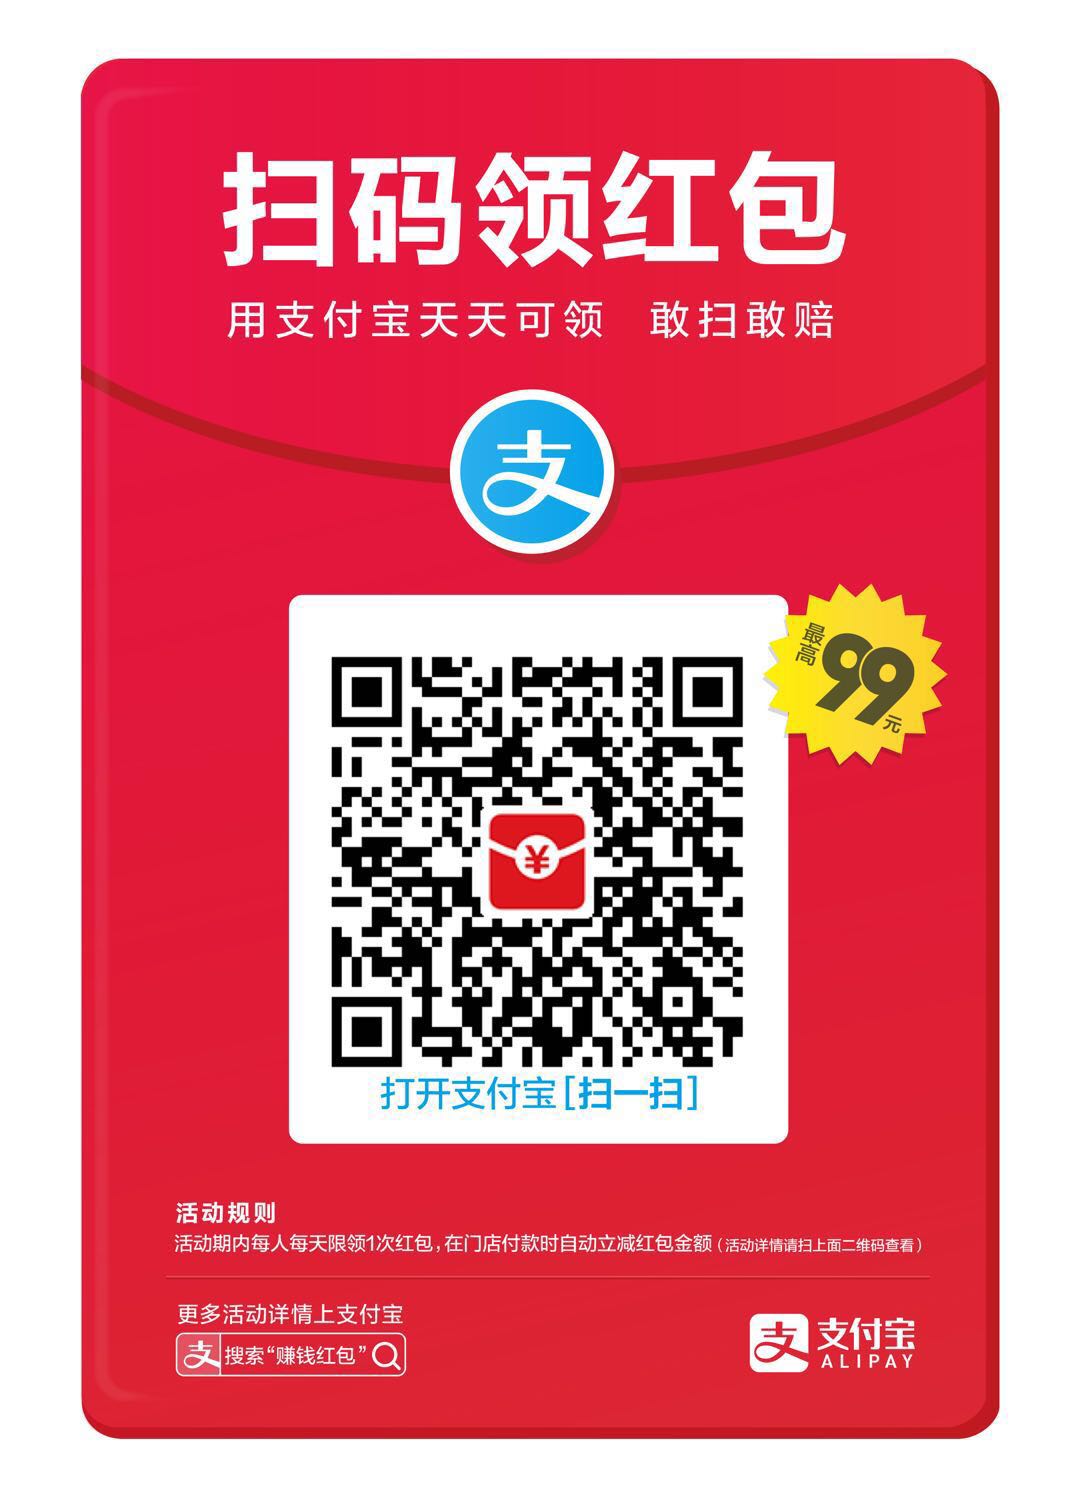 扫码领红包
用支付宝天天可领 敢扫敢赔
支
最高99元
¥
打开支付宝[扫一扫]
活动规则
活动期内每人每天限领1次红包,在门店付款时自动立减红包金额(活动详情请扫上面二维码查看)
更多活动详情上支付宝
支 搜索“赚钱红包”
支 支付宝
ALIPAY